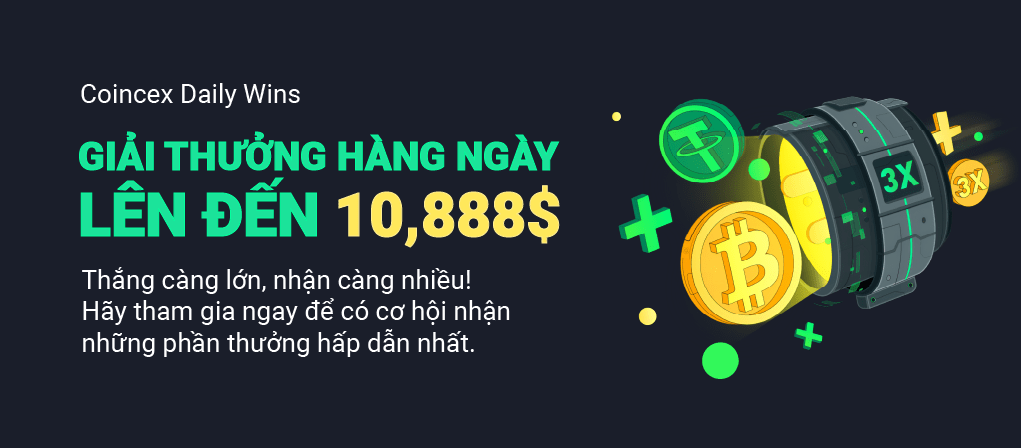 Coincex Daily Wins
GIẢI THƯỞNG HÀNG NGÀY
LÊN ĐẾN 10,888$
Thắng càng lớn, nhận càng nhiều!
Hãy tham gia ngay để có cơ hội nhận
những phần thưởng hấp dẫn nhất.
3X
3X